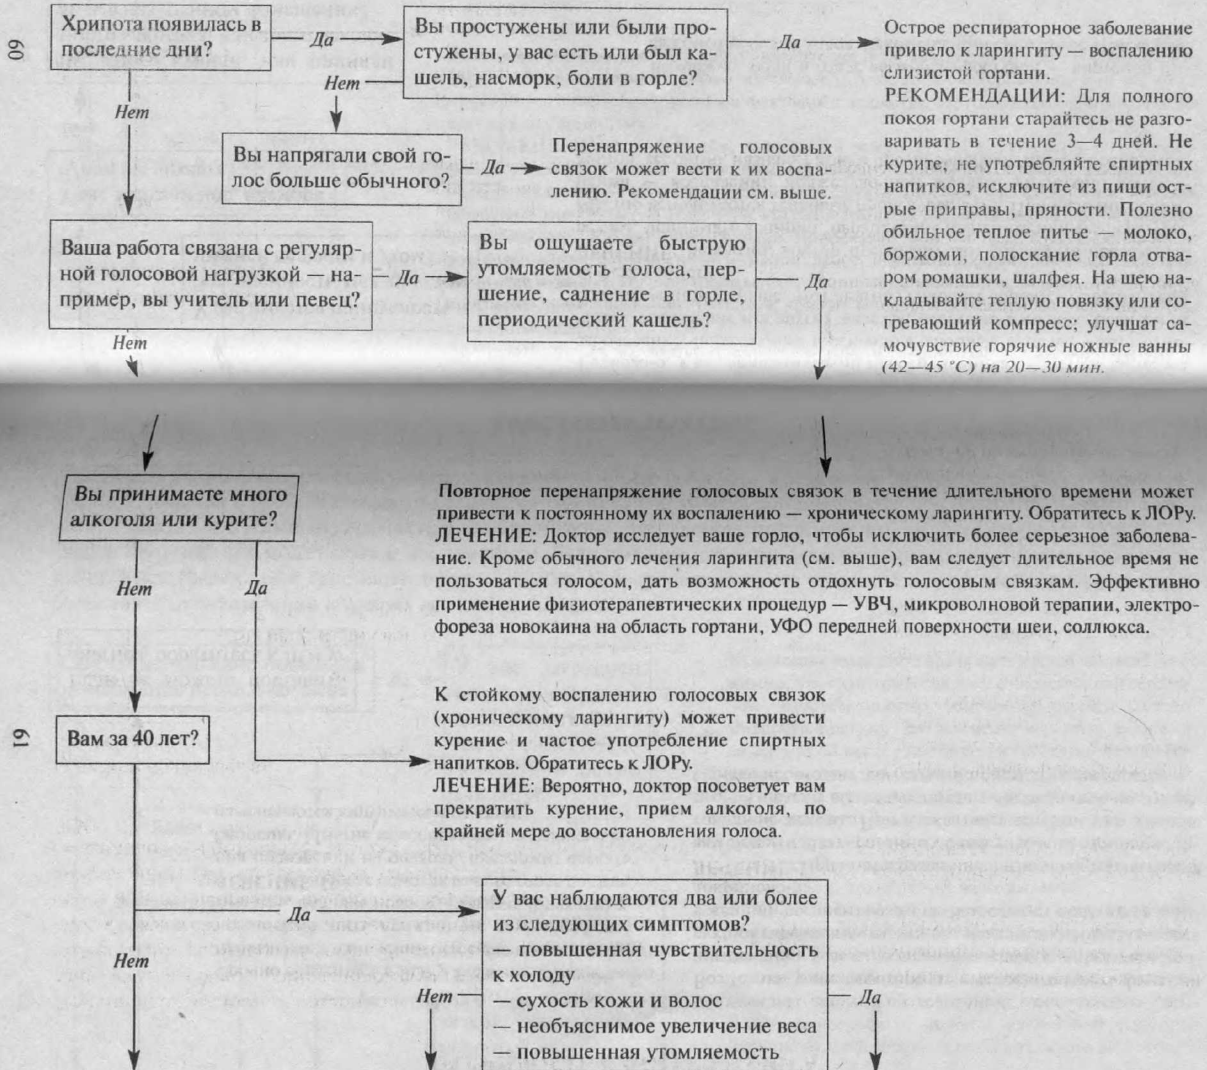 60
Хрипота появилась в
последние дни?
Да
Вы простужены или были про-
стужены, у вас есть или был ка-
шель, насморк, боли в горле?
Да
Острое респираторное заболевание
привело к ларингиту — воспалению
слизистой гортани.
РЕКОМЕНДАЦИИ: Для полного
покоя гортани старайтесь не разго-
варивать в течение 3—4 дней. Не
курите, не употребляйте спиртных
напитков, исключите из пищи ост-
рые приправы, пряности. Полезно
обильное теплое питье — молоко,
боржоми, полоскание горла отва-
ром ромашки, шалфея. На шею на-
кладывайте теплую повязку или со-
гревающий компресс; улучшат са-
мочувствие горячие ножные ванны
(42—45 °С) на 20—30 мин.
Нет
Нет
Вы напрягали свой го-
лос больше обычного?
Да
Перенапряжение голосовых
связок может вести к их воспа-
лению. Рекомендации см. выше.
Ваша работа связана с регуляр-
ной голосовой нагрузкой — на-
пример, вы учитель или певец?
Да
Вы ощущаете быструю
утомляемость голоса, пер-
шение, саднение в горле,
периодический кашель?
Да
Нет
Вы принимаете много
алкоголя или курите?
Повторное перенапряжение голосовых связок в течение длительного времени может
привести к постоянному их воспалению — хроническому ларингиту. Обратитесь к ЛОРу.
ЛЕЧЕНИЕ: Доктор исследует ваше горло, чтобы исключить более серьезное заболева-
ние. Кроме обычного лечения ларингита (см. выше), вам следует длительное время не
пользоваться голосом, дать возможность отдохнуть голосовым связкам. Эффективно
применение физиотерапевтических процедур — УВЧ, микроволновой терапии, электро-
фореза новокаина на область гортани, УФО передней поверхности шеи, соллюкса.
Нет
Да
61
Вам за 40 лет?
К стойкому воспалению голосовых связок
(хроническому ларингиту) может привести
курение и частое употребление спиртных
напитков. Обратитесь к ЛОРу.
ЛЕЧЕНИЕ: Вероятно, доктор посоветует вам
прекратить курение, прием алкоголя, по
крайней мере до восстановления голоса.
Да
Нет
У вас наблюдаются два или более
из следующих симптомов?
— повышенная чувствительность
к холоду
— сухость кожи и волос
— необъяснимое увеличение веса
— повышенная утомляемость
Нет
Да